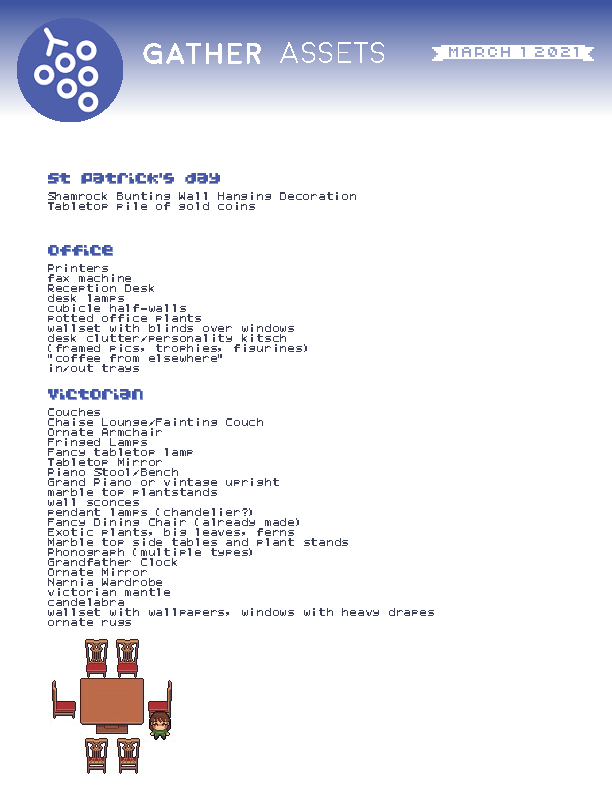 GATHER ASSETS
MARCH 1 2021
St Patrick's day
Shamrock Bunting Wall Hanging Decoration
Tabletop pile of gold coins
Office
Printers
fax machine
Reception Desk
desk lamps
cubicle half-walls
potted office plants
wallset with blinds over windows
desk clutter/personality kitsch
(framed pics, trophies, figurines)
"coffee from elsewhere"
in/out trays
Victorian
Couches
Chaise Lounge/Fainting Couch
Ornate Armchair
Fringed Lamps
Fancy tabletop lamp
Tabletop Mirror
Piano Stool/Bench
Grand Piano or vintage upright
marble top plantstands
wall sconces
pendant lamps (chandelier?)
Fancy Dining Chair (already made)
Exotic plants, big leaves, ferns
Marble top side tables and plant stands
Phonograph (multiple types)
Grandfather Clock
Ornate Mirror
Narnia Wardrobe
victorian mantle
candelabra
wallset with wallpapers, windows with heavy drapes
ornate rugs